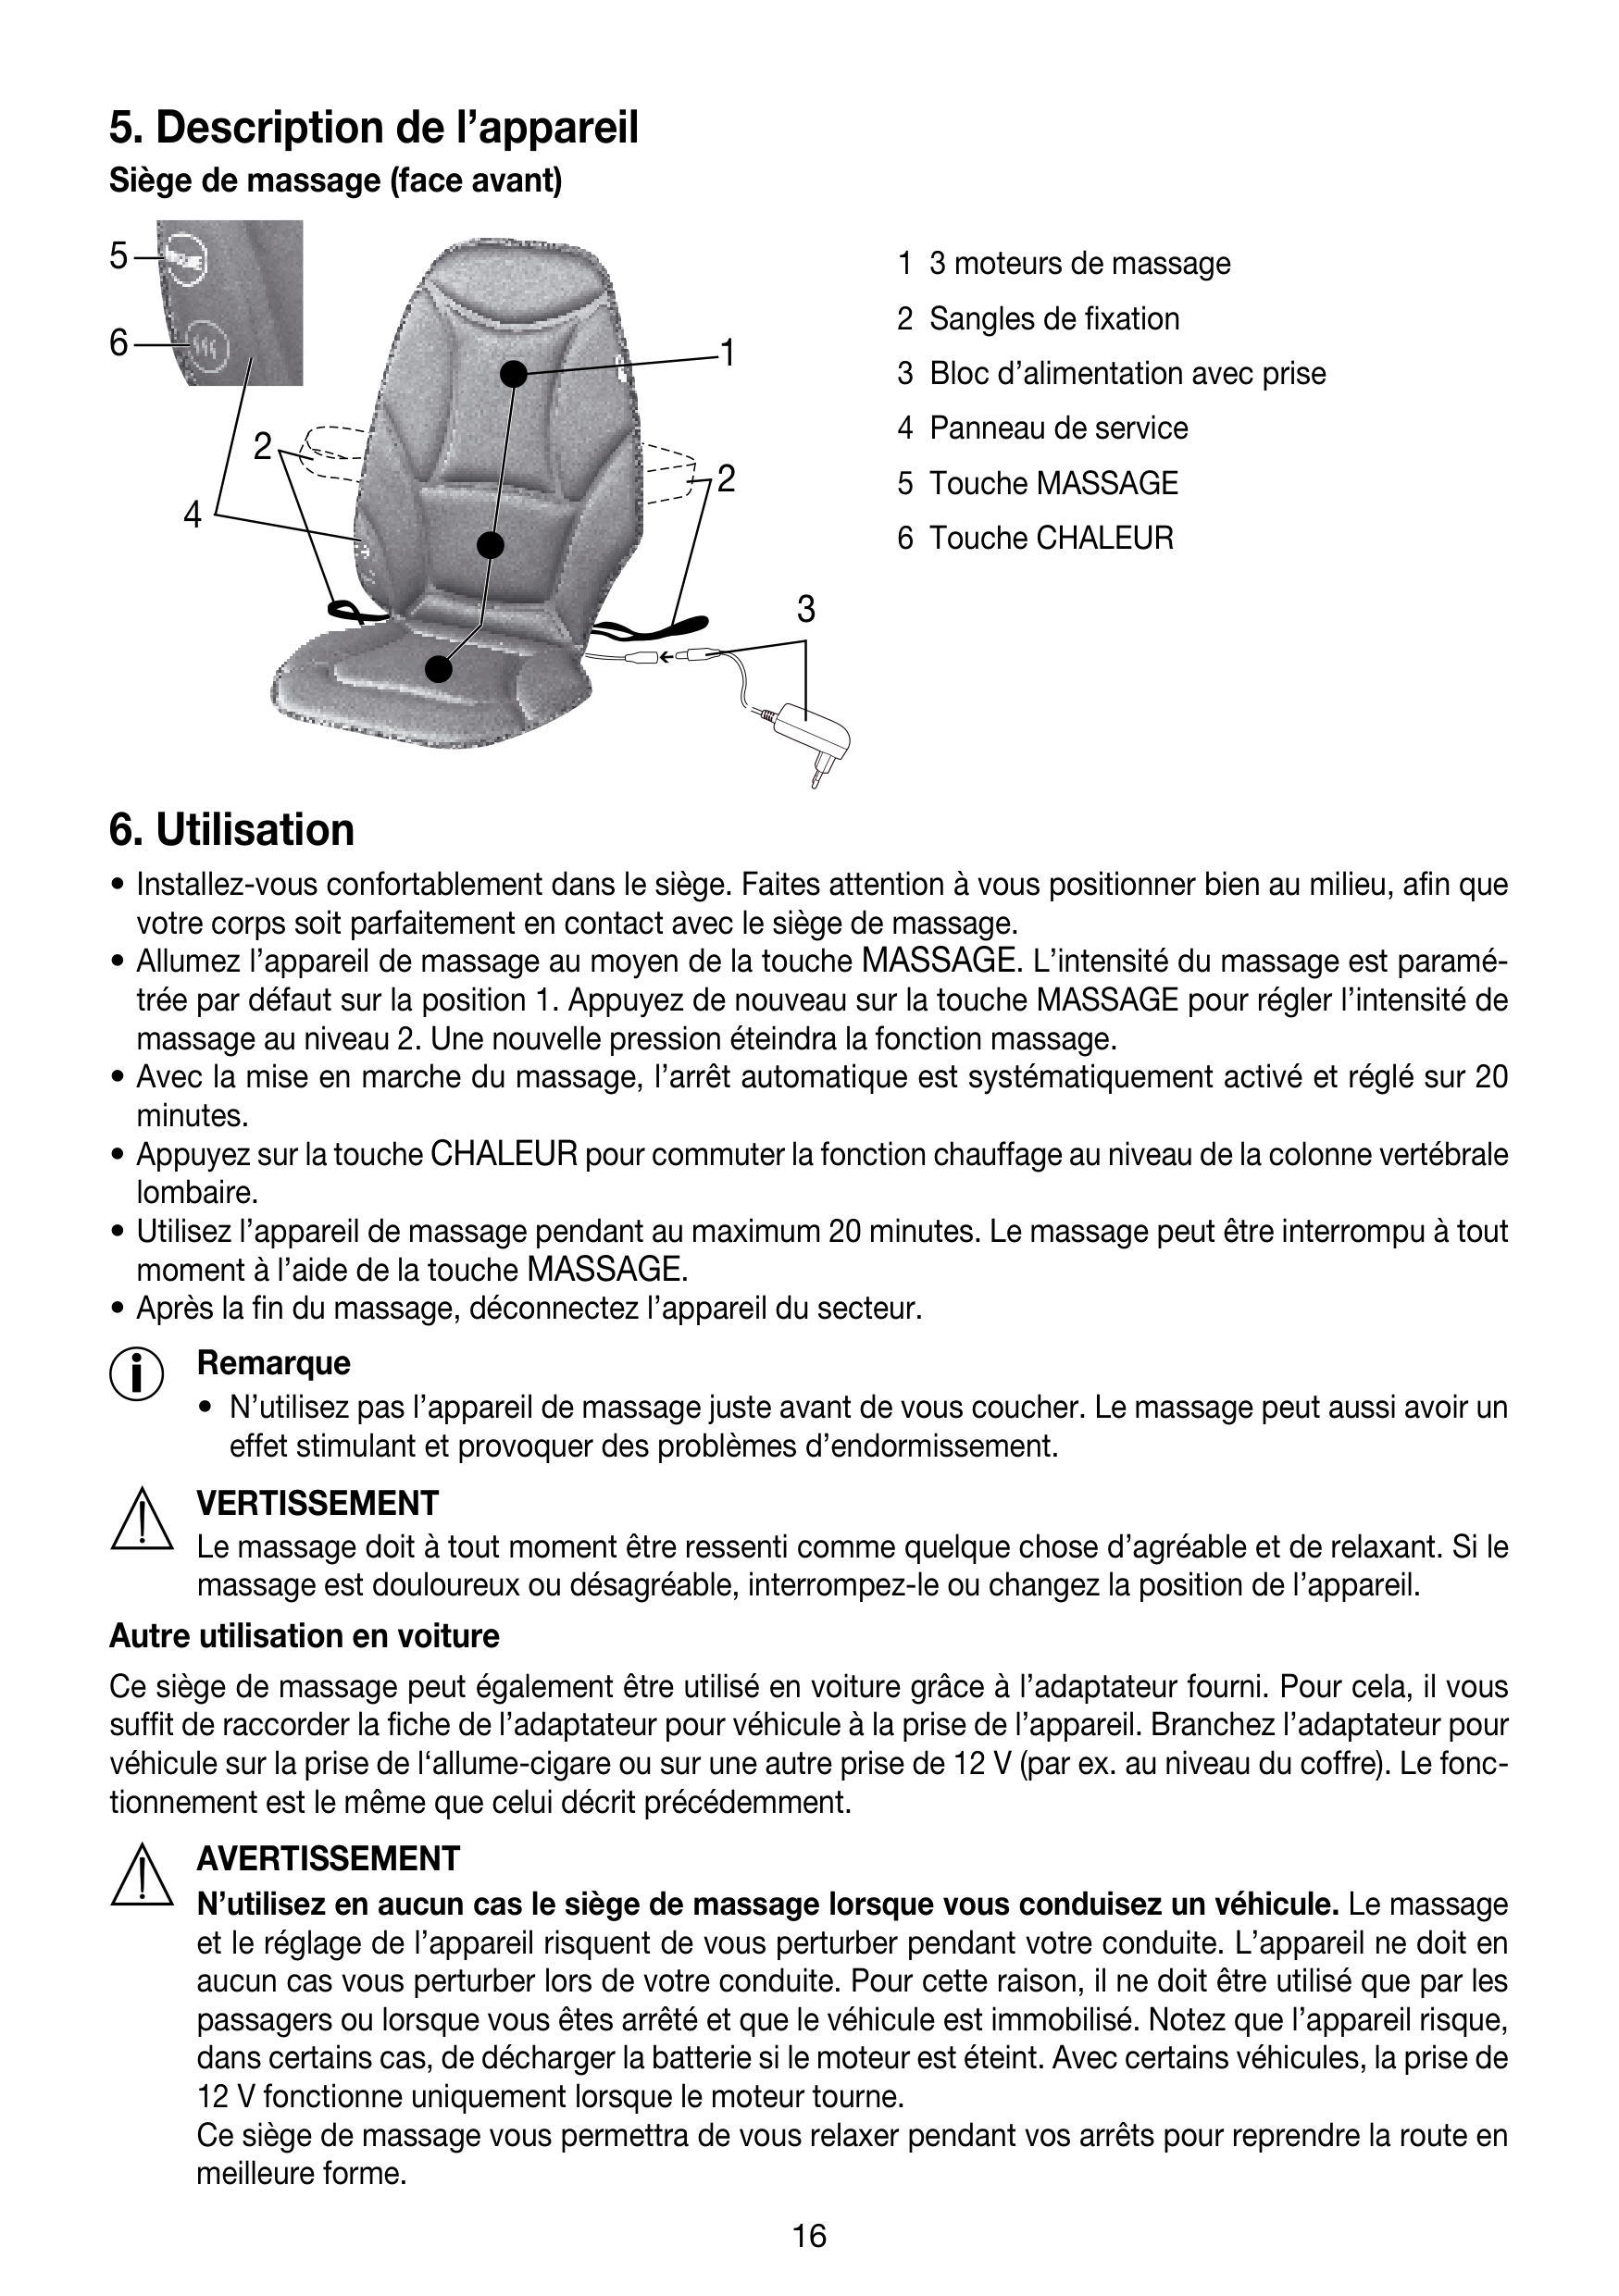 5. Description de l’appareil
Siège de massage (face avant)
5
6
2
4
1
2
3
1 3 moteurs de massage
2 Sangles de fixation
3 Bloc d’alimentation avec prise
4 Panneau de service
5 Touche MASSAGE
6 Touche CHALEUR
6. Utilisation
• Installez-vous confortablement dans le siège. Faites attention à vous positionner bien au milieu, afin que
votre corps soit parfaitement en contact avec le siège de massage.
• Allumez l’appareil de massage au moyen de la touche MASSAGE. L’intensité du massage est paramé-
trée par défaut sur la position 1. Appuyez de nouveau sur la touche MASSAGE pour régler l’intensité de
massage au niveau 2. Une nouvelle pression éteindra la fonction massage.
• Avec la mise en marche du massage, l’arrêt automatique est systématiquement activé et réglé sur 20
minutes.
• Appuyez sur la touche CHALEUR pour commuter la fonction chauffage au niveau de la colonne vertébrale
lombaire.
• Utilisez l’appareil de massage pendant au maximum 20 minutes. Le massage peut être interrompu à tout
moment à l’aide de la touche MASSAGE.
• Après la fin du massage, déconnectez l’appareil du secteur.
Remarque
• N’utilisez pas l’appareil de massage juste avant de vous coucher. Le massage peut aussi avoir un
effet stimulant et provoquer des problèmes d’endormissement.
VERTISSEMENT
Le massage doit à tout moment être ressenti comme quelque chose d’agréable et de relaxant. Si le
massage est douloureux ou désagréable, interrompez-le ou changez la position de l’appareil.
Autre utilisation en voiture
Ce siège de massage peut également être utilisé en voiture grâce à l’adaptateur fourni. Pour cela, il vous
suffit de raccorder la fiche de l’adaptateur pour véhicule à la prise de l’appareil. Branchez l’adaptateur pour
véhicule sur la prise de l‘allume-cigare ou sur une autre prise de 12 V (par ex. au niveau du coffre). Le fonc-
tionnement est le même que celui décrit précédemment.
AVERTISSEMENT
N’utilisez en aucun cas le siège de massage lorsque vous conduisez un véhicule. Le massage
et le réglage de l’appareil risquent de vous perturber pendant votre conduite. L’appareil ne doit en
aucun cas vous perturber lors de votre conduite. Pour cette raison, il ne doit être utilisé que par les
passagers ou lorsque vous êtes arrêté et que le véhicule est immobilisé. Notez que l’appareil risque,
dans certains cas, de décharger la batterie si le moteur est éteint. Avec certains véhicules, la prise de
12 V fonctionne uniquement lorsque le moteur tourne.
Ce siège de massage vous permettra de vous relaxer pendant vos arrêts pour reprendre la route en
meilleure forme.
16